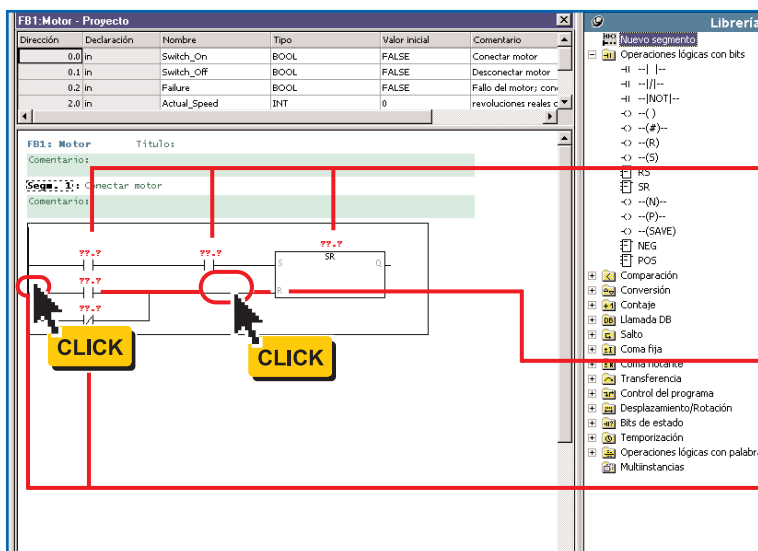 FB1:Motor - Proyecto
Dirección Declaración Nombre Tipo Valor inicial Comentario
0.0 in Switch_On BOOL FALSE Conectar motor
0.1 in Switch_Off BOOL FALSE Desconectar motor
0.2 in Failure BOOL FALSE Fallo del motor; con
2.0 in Actual_Speed INT 0 revoluciones reales c
FB1: Motor Título:
Comentario:
Segm. 1: Conectar motor
Comentario:
??.? ??.? ??.?
SR
S Q
??.?
R
??.?
CLICK
CLICK
Librería
Nuevo segmento
Operaciones lógicas con bits
--| |--
--|/|--
--|NOT|--
--( )
--(#)--
--(R)
--(S)
RS
SR
--(N)--
--(P)--
--(SAVE)
NEG
POS
Comparación
Conversión
Contaje
DB Llamada DB
Salto
Coma fija
Coma flotante
Transferencia
Control del programa
Desplazamiento/Rotación
Bits de estado
Temporización
Operaciones lógicas con palabra
Multiinstancias